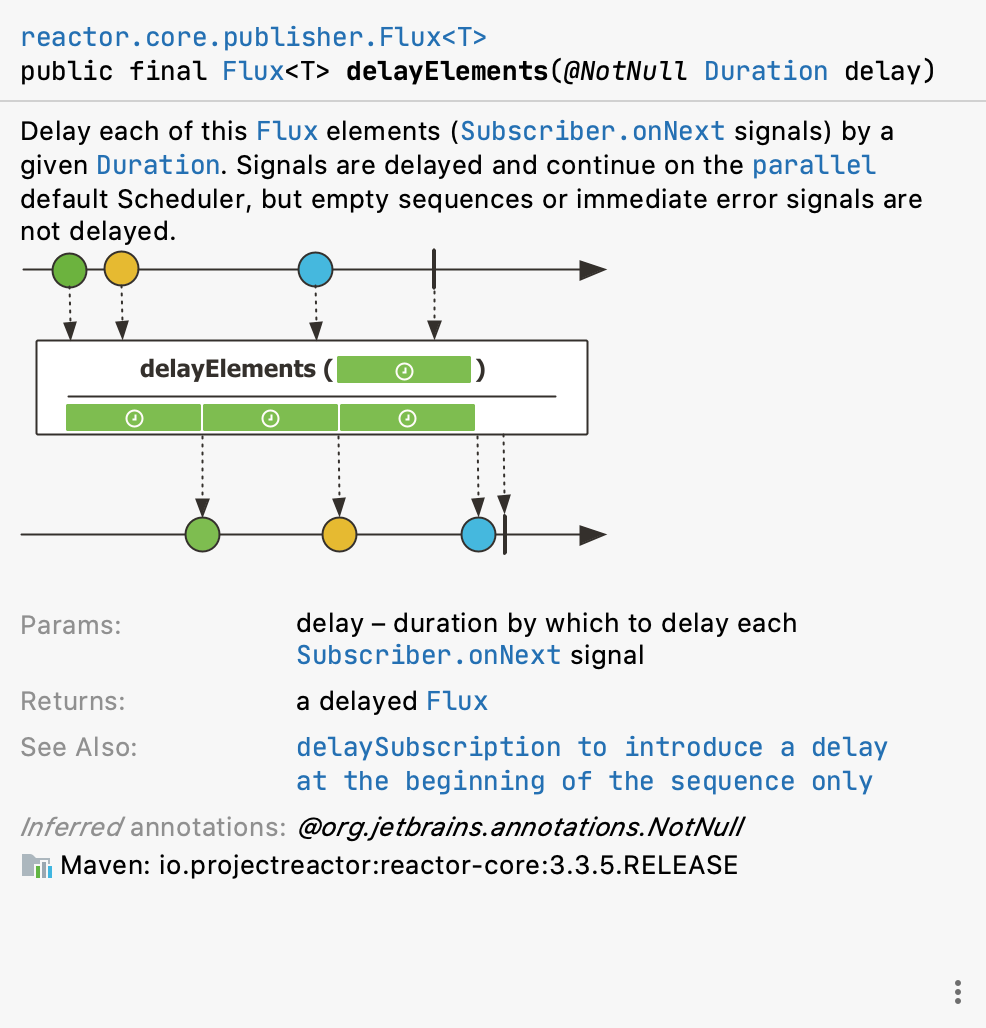 reactor.core.publisher.Flux<T>
public final Flux<T> delayElements(@NotNull Duration delay)
Delay each of this Flux elements (Subscriber.onNext signals) by a
given Duration. Signals are delayed and continue on the parallel
default Scheduler, but empty sequences or immediate error signals are
not delayed.
delayElements ( )
Params: delay – duration by which to delay each
Subscriber.onNext signal
Returns: a delayed Flux
See Also: delaySubscription to introduce a delay
at the beginning of the sequence only
Inferred annotations: @org.jetbrains.annotations.NotNull
Maven: io.projectreactor:reactor-core:3.3.5.RELEASE